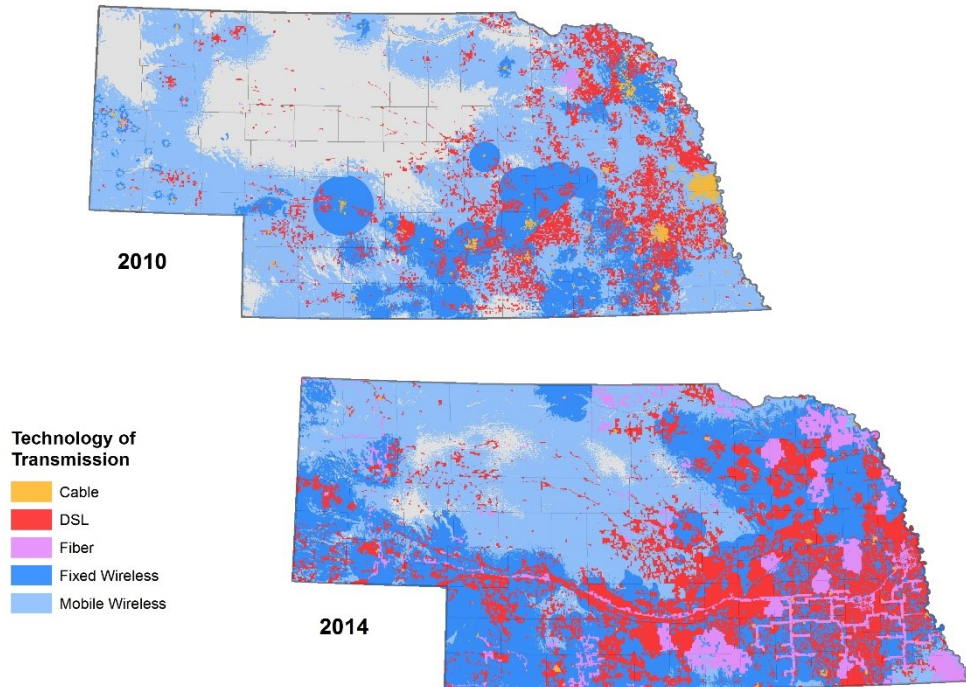 2010
Technology of
Transmission
Cable
DSL
Fiber
Fixed Wireless
Mobile Wireless
2014